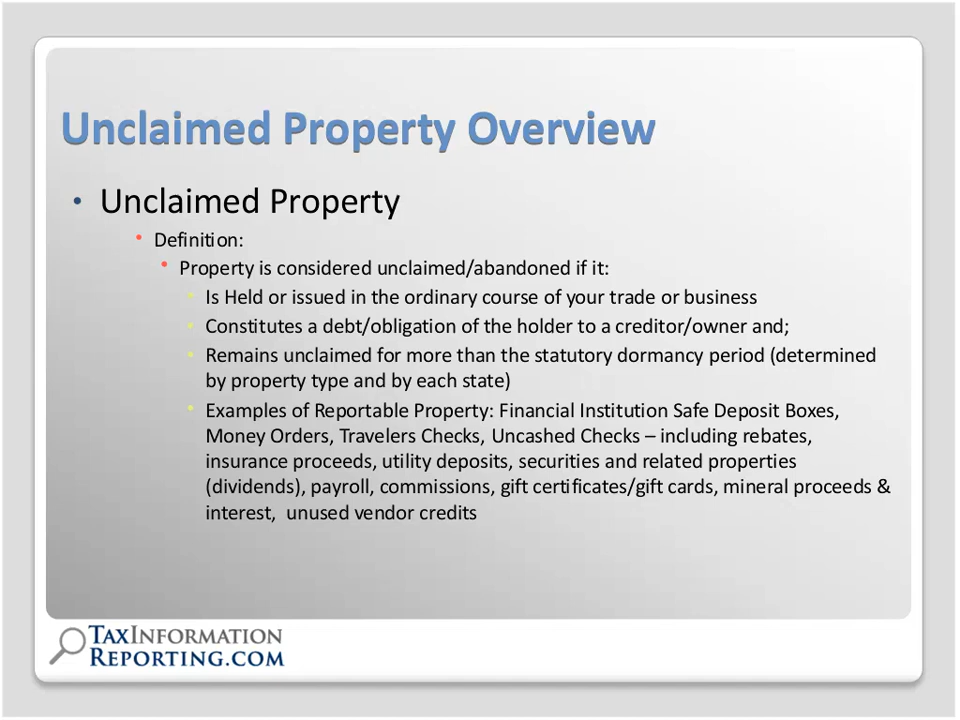 Unclaimed Property Overview
• Unclaimed Property
• Definition:
• Property is considered unclaimed/abandoned if it:
• Is Held or issued in the ordinary course of your trade or business
• Constitutes a debt/obligation of the holder to a creditor/owner and;
• Remains unclaimed for more than the statutory dormancy period (determined
by property type and by each state)
• Examples of Reportable Property: Financial Institution Safe Deposit Boxes,
Money Orders, Travelers Checks, Uncashed Checks – including rebates,
insurance proceeds, utility deposits, securities and related properties
(dividends), payroll, commissions, gift certificates/gift cards, mineral proceeds &
interest,  unused vendor credits
TaxInformation
Reporting.com